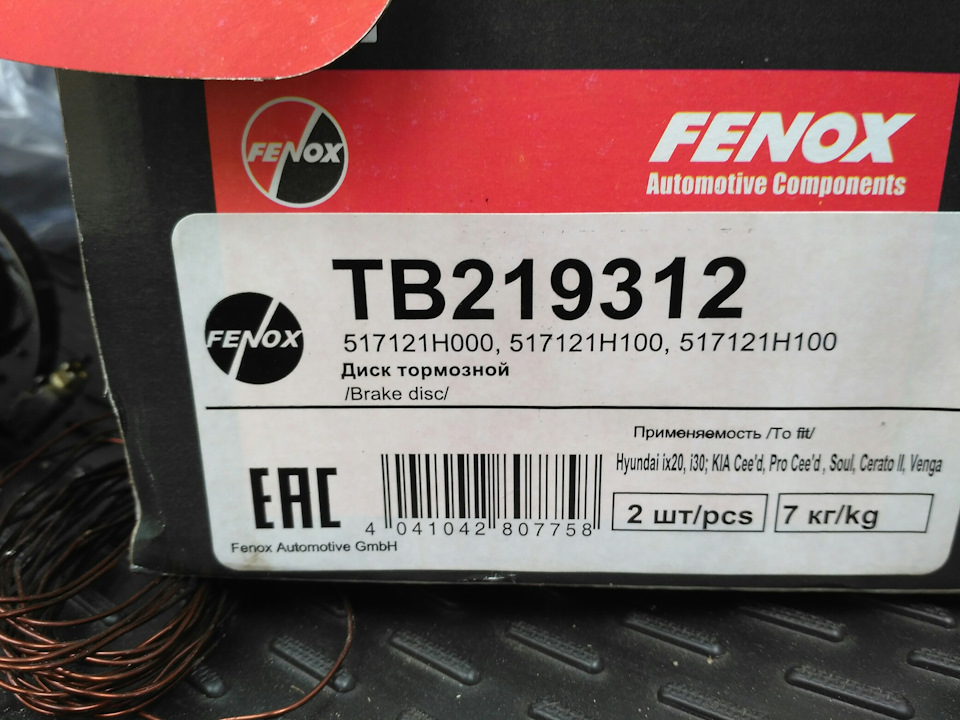 FENOX
FENOX
Automotive Components
TB219312
FENOX
517121H000, 517121H100, 517121H100
Диск тормозной
/Brake disc/
Применяемость /To fit/
Hyundai ix20, i30; KIA Cee'd, Pro Cee'd , Soul, Cerato II, Venga
EAC
2 шт/pcs
7 кг/kg
4 041042 807758
Fenox Automotive GmbH